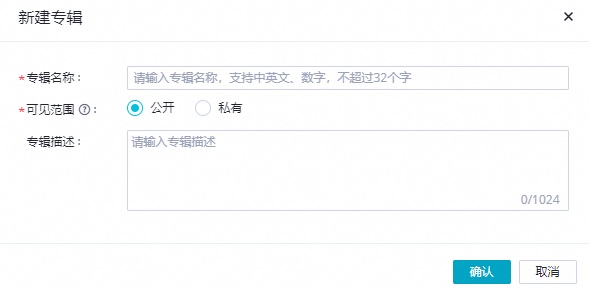 新建专辑
*专辑名称：
请输入专辑名称，支持中英文、数字，不超过32个字
*可见范围?：
公开
私有
专辑描述：
请输入专辑描述
0/1024
确认
取消